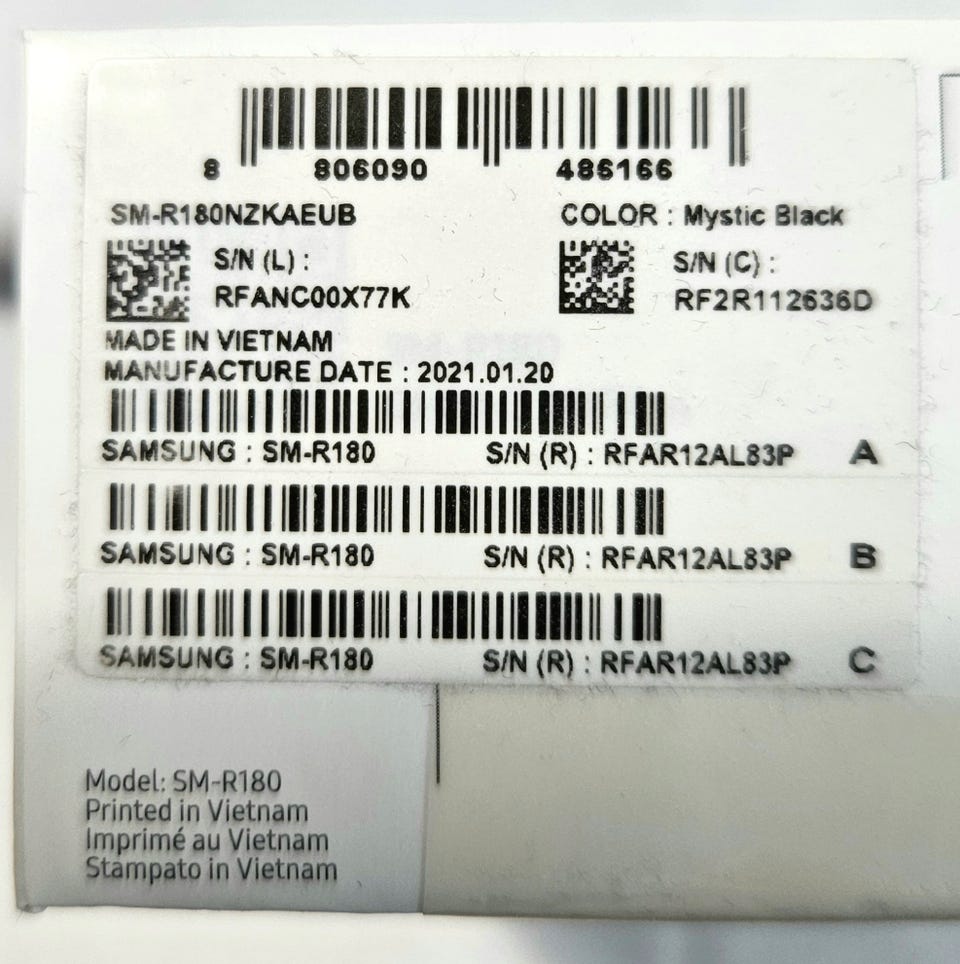 8 806090 486166
SM-R180NZKAEUB COLOR : Mystic Black
S/N (L) : S/N (C) :
RFANC00X77K RF2R112636D
MADE IN VIETNAM
MANUFACTURE DATE : 2021.01.20
SAMSUNG : SM-R180 S/N (R) : RFAR12AL83P A
SAMSUNG : SM-R180 S/N (R) : RFAR12AL83P B
SAMSUNG : SM-R180 S/N (R) : RFAR12AL83P C
Model: SM-R180
Printed in Vietnam
Imprimé au Vietnam
Stampato in Vietnam